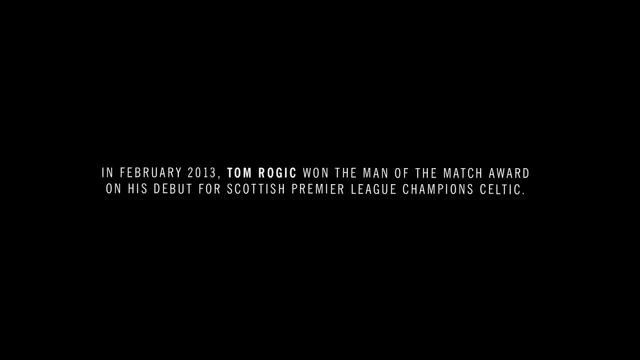 IN FEBRUARY 2013, TOM ROGIC WON THE MAN OF THE MATCH AWARD
ON HIS DEBUT FOR SCOTTISH PREMIER LEAGUE CHAMPIONS CELTIC.